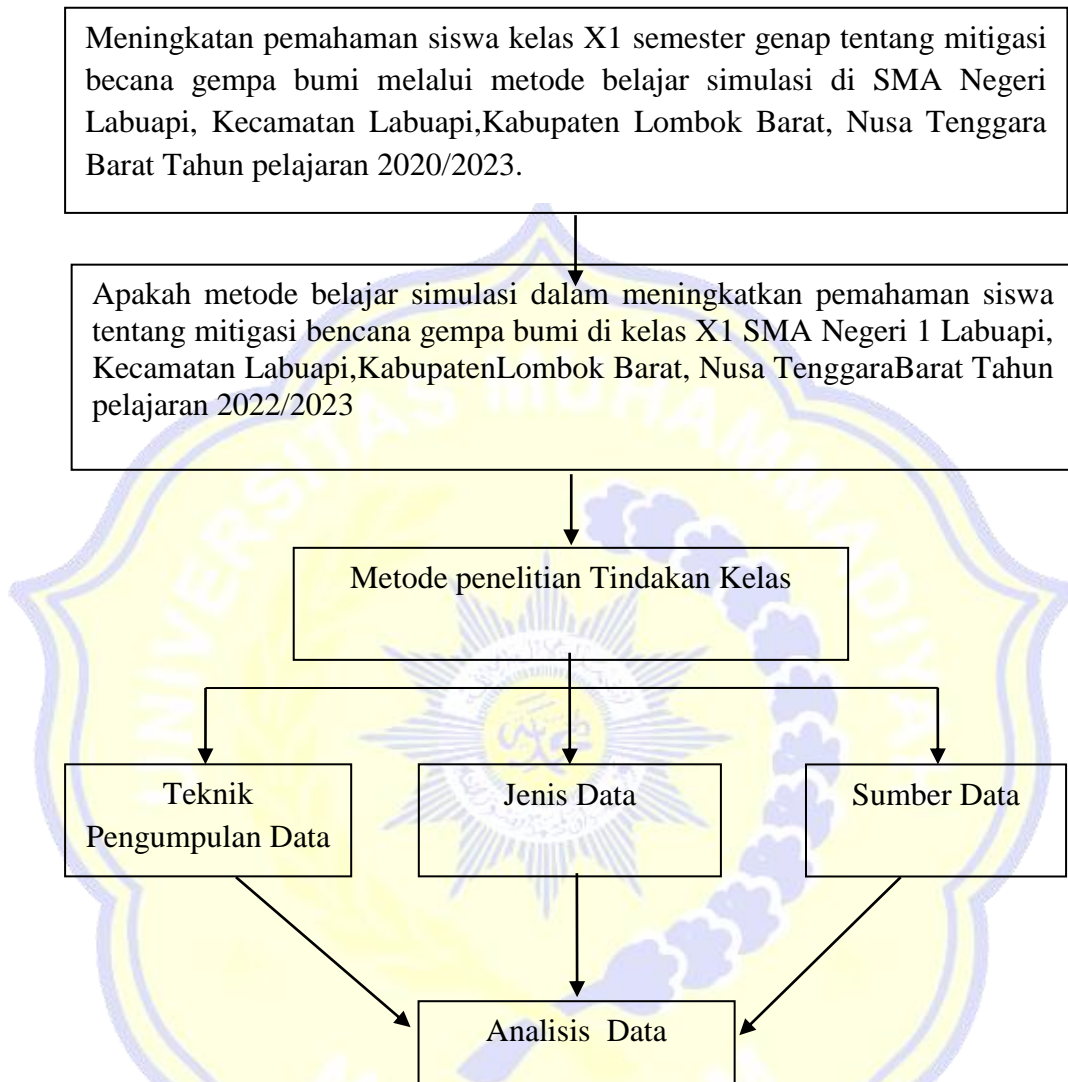 Meningkatan pemahaman siswa kelas X1 semester genap tentang mitigasi
becana gempa bumi melalui metode belajar simulasi di SMA Negeri
Labuapi, Kecamatan Labuapi,Kabupaten Lombok Barat, Nusa Tenggara
Barat Tahun pelajaran 2020/2023.
Apakah metode belajar simulasi dalam meningkatkan pemahaman siswa
tentang mitigasi bencana gempa bumi di kelas X1 SMA Negeri 1 Labuapi,
Kecamatan Labuapi,KabupatenLombok Barat, Nusa TenggaraBarat Tahun
pelajaran 2022/2023
UNIVERSITAS MUHAMMADIYA
Metode penelitian Tindakan Kelas
Teknik
Pengumpulan Data
Jenis Data
Sumber Data
Analisis Data